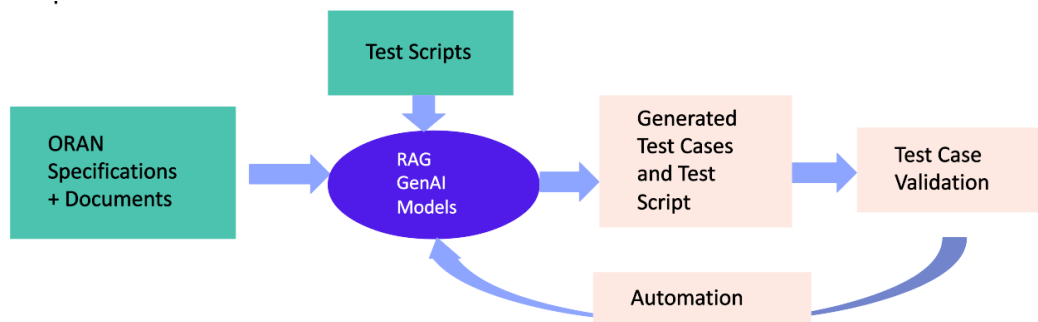 Test Scripts
ORAN
Specifications
+ Documents
RAG
GenAI
Models
Generated
Test Cases
and Test
Script
Test Case
Validation
Automation